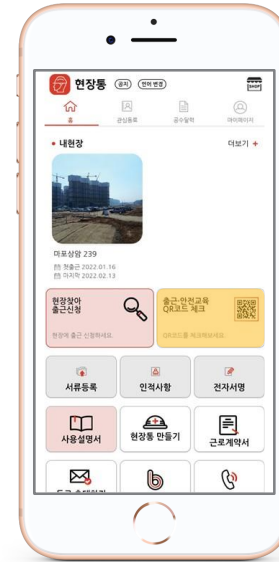 현장통 공지 언어 변경 SHOP
홈 관심등록 공수달력 마이페이지
• 내현장 더보기 +
마포상암 239
첫출근 2022.01.16
마지막 2022.02.13
현장찾아
출근신청
현장에 출근 신청하세요.
출근·안전교육
QR코드 체크
QR코드를 체크해보세요.
서류등록 인적사항 전자서명
사용설명서 현장통 만들기 근로계약서